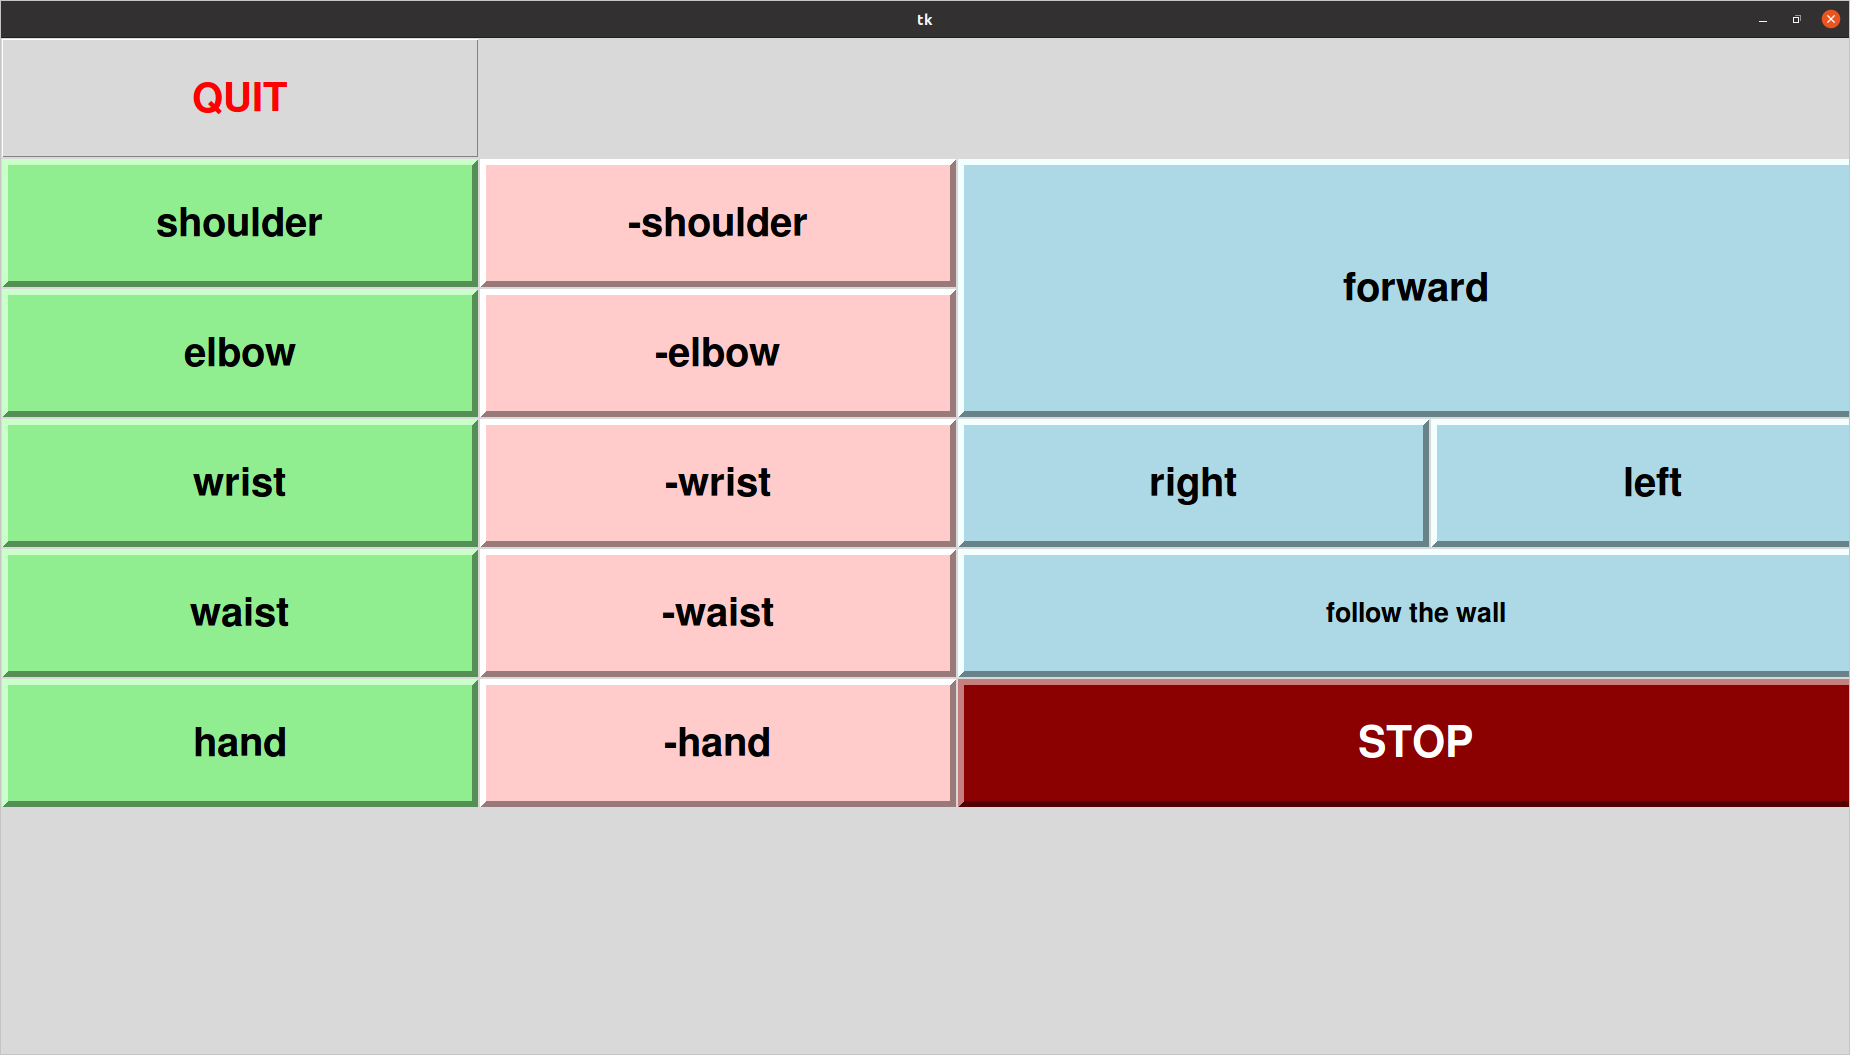 tk
QUIT
shoulder
-shoulder
forward
elbow
-elbow
wrist
-wrist
right
left
waist
-waist
follow the wall
hand
-hand
STOP